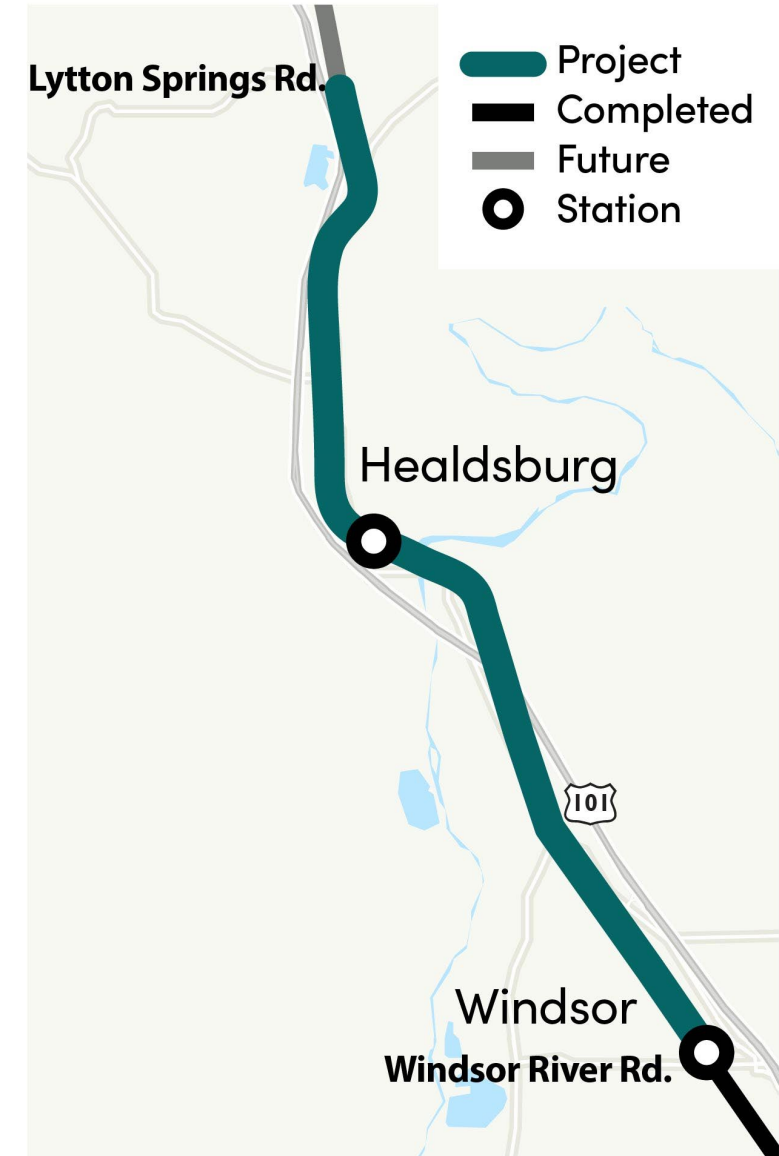 Lytton Springs Rd.
Project
Completed
Future
Station
Healdsburg
101
Windsor
Windsor River Rd.